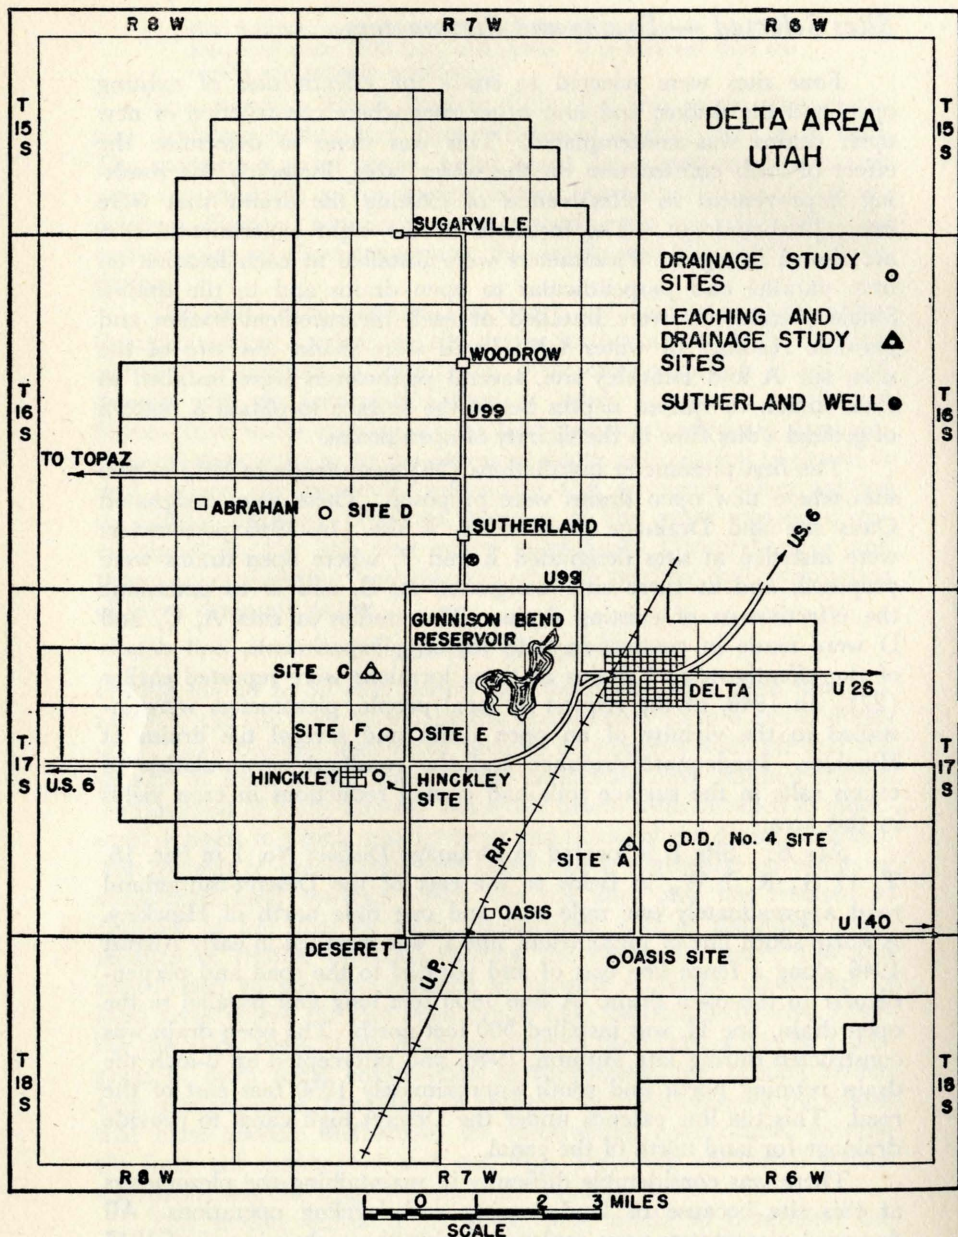 R 8 W R 7 W R 6 W
T 15 S
T 15 S
DELTA AREA
UTAH
SUGARVILLE
DRAINAGE STUDY
SITES
LEACHING AND
DRAINAGE STUDY
SITES
SUTHERLAND WELL
WOODROW
T 16 S
U99
T 16 S
TO TOPAZ
ABRAHAM SITE D
SUTHERLAND
U.S. 6
U99
GUNNISON BEND
RESERVOIR
SITE C
DELTA
U 26
SITE F SITE E
T 17 S
T 17 S
U.S. 6
HINCKLEY
HINCKLEY
SITE
R.R.
SITE A
D.D. No. 4 SITE
OASIS
U 140
DESERET
OASIS SITE
U.P.
T 18 S
T 18 S
R 8 W R 7 W R 6 W
1 0 1 2 3 MILES
SCALE